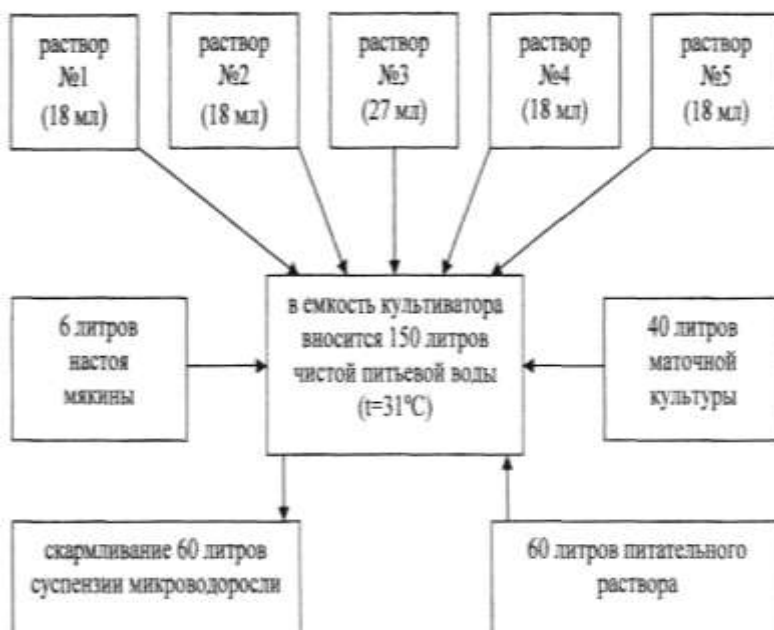 раствор
№1
(18 мл)
раствор
№2
(18 мл)
раствор
№3
(27 мл)
раствор
№4
(18 мл)
раствор
№5
(18 мл)
6 литров
настоя
мякины
в емкость культиватора
вносится 150 литров
чистой питьевой воды
(t=31°C)
40 литров
маточной
культуры
скармливание 60 литров
суспензии микроводоросли
60 литров питательного
раствора